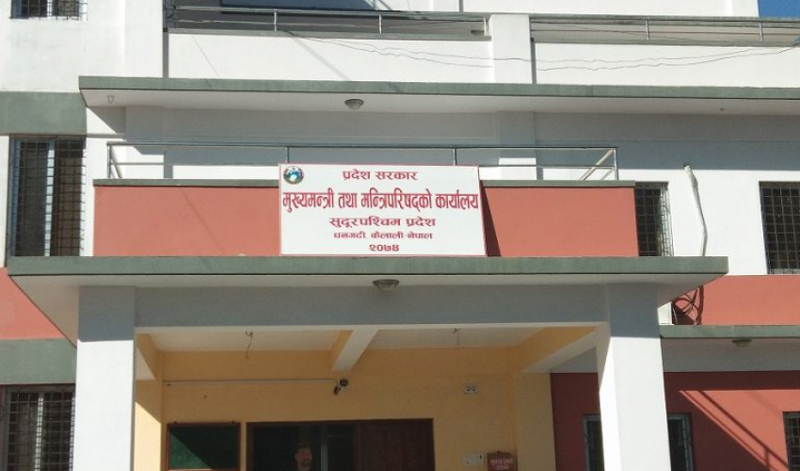 प्रदेश सरकार
मुख्यमन्त्री तथा मन्त्रिपरिषद्को कार्यालय
सुदूरपश्चिम प्रदेश
धनगढी, कैलाली नेपाल
२०७४